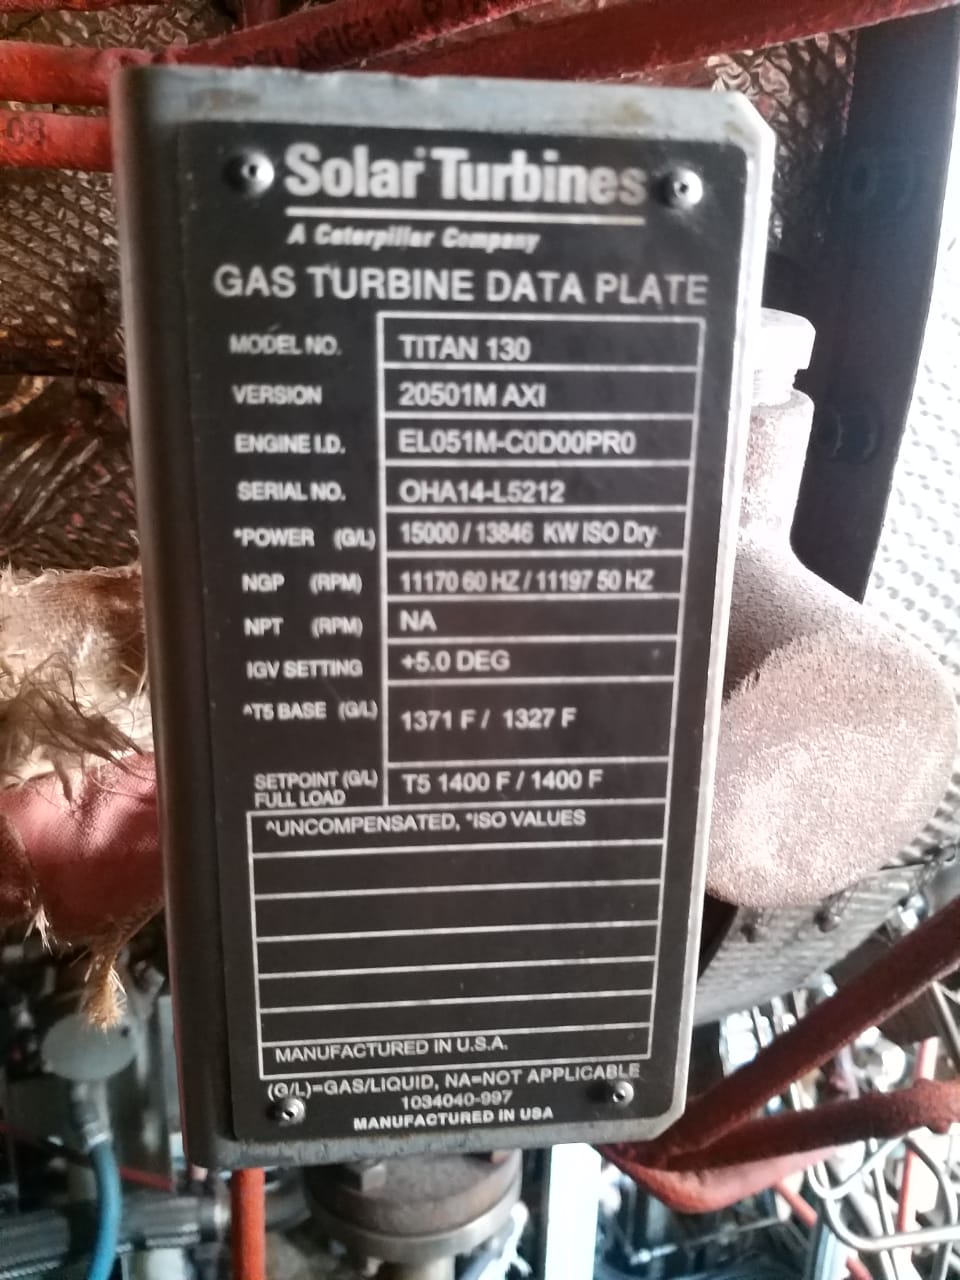 Solar Turbines
A Caterpillar Company
GAS TURBINE DATA PLATE
MODEL NO. TITAN 130
VERSION 20501M AXI
ENGINE I.D. EL051M-C0D00PR0
SERIAL NO. OHA14-L5212
*POWER (G/L) 15000 / 13846 KW ISO Dry
NGP (RPM) 11170 60 HZ / 11197 50 HZ
NPT (RPM) NA
IGV SETTING +5.0 DEG
^T5 BASE (G/L) 1371 F / 1327 F
SETPOINT (G/L) T5 1400 F / 1400 F
FULL LOAD
^UNCOMPENSATED, *ISO VALUES
MANUFACTURED IN U.S.A.
(G/L)=GAS/LIQUID, NA=NOT APPLICABLE
1034040-997
MANUFACTURED IN USA